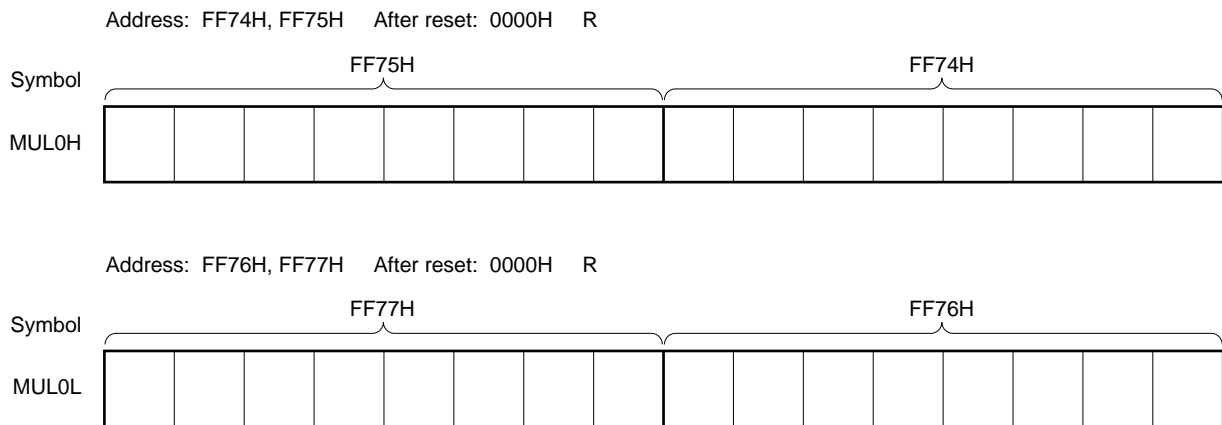 Address: FF74H, FF75H After reset: 0000H R
FF75H FF74H
Symbol
MUL0H
Address: FF76H, FF77H After reset: 0000H R
FF77H FF76H
Symbol
MUL0L